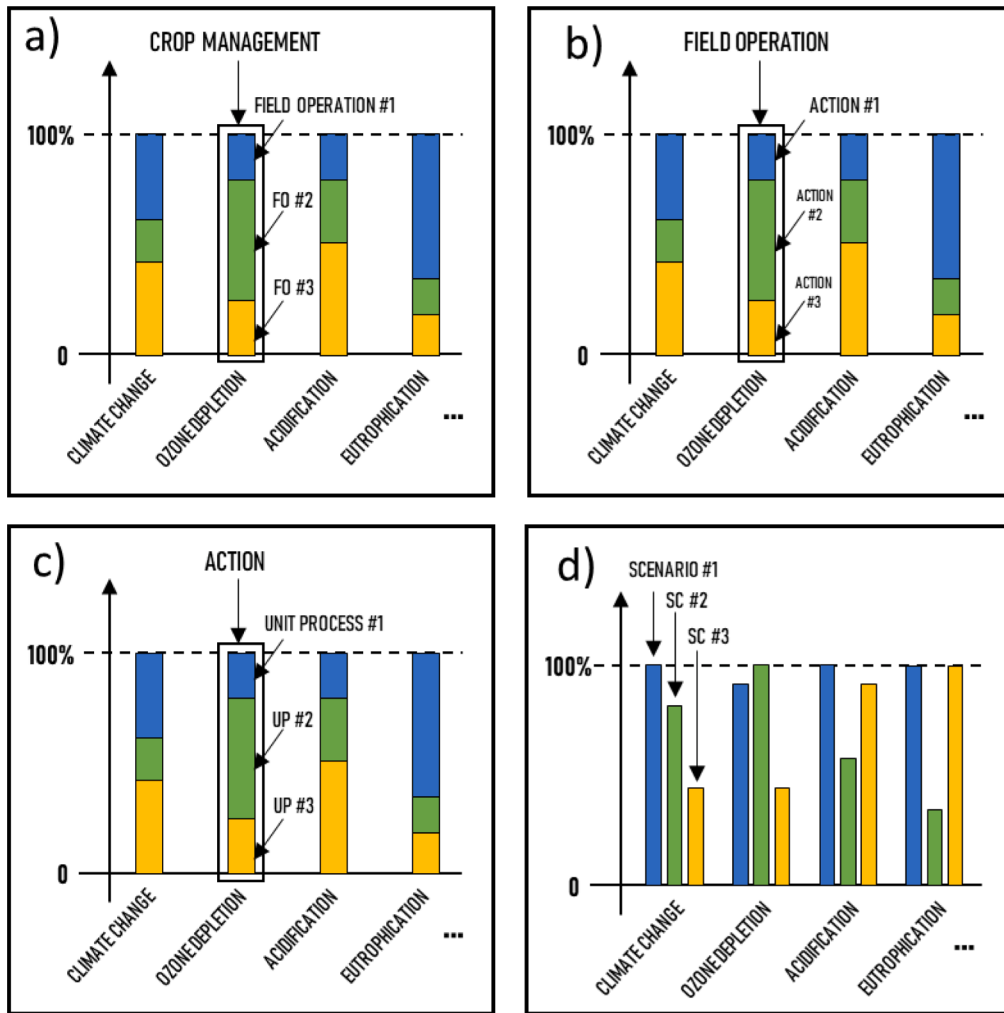 a)
CROP MANAGEMENT
FIELD OPERATION #1
100%
FO #2
FO #3
0
CLIMATE CHANGE
OZONE DEPLETION
ACIDIFICATION
EUTROPHICATION
...
b)
FIELD OPERATION
ACTION #1
100%
ACTION
#2
ACTION
#3
0
CLIMATE CHANGE
OZONE DEPLETION
ACIDIFICATION
EUTROPHICATION
...
c)
ACTION
UNIT PROCESS #1
100%
UP #2
UP #3
0
CLIMATE CHANGE
OZONE DEPLETION
ACIDIFICATION
EUTROPHICATION
...
d)
SCENARIO #1
SC #2
SC #3
100%
0
CLIMATE CHANGE
OZONE DEPLETION
ACIDIFICATION
EUTROPHICATION
...